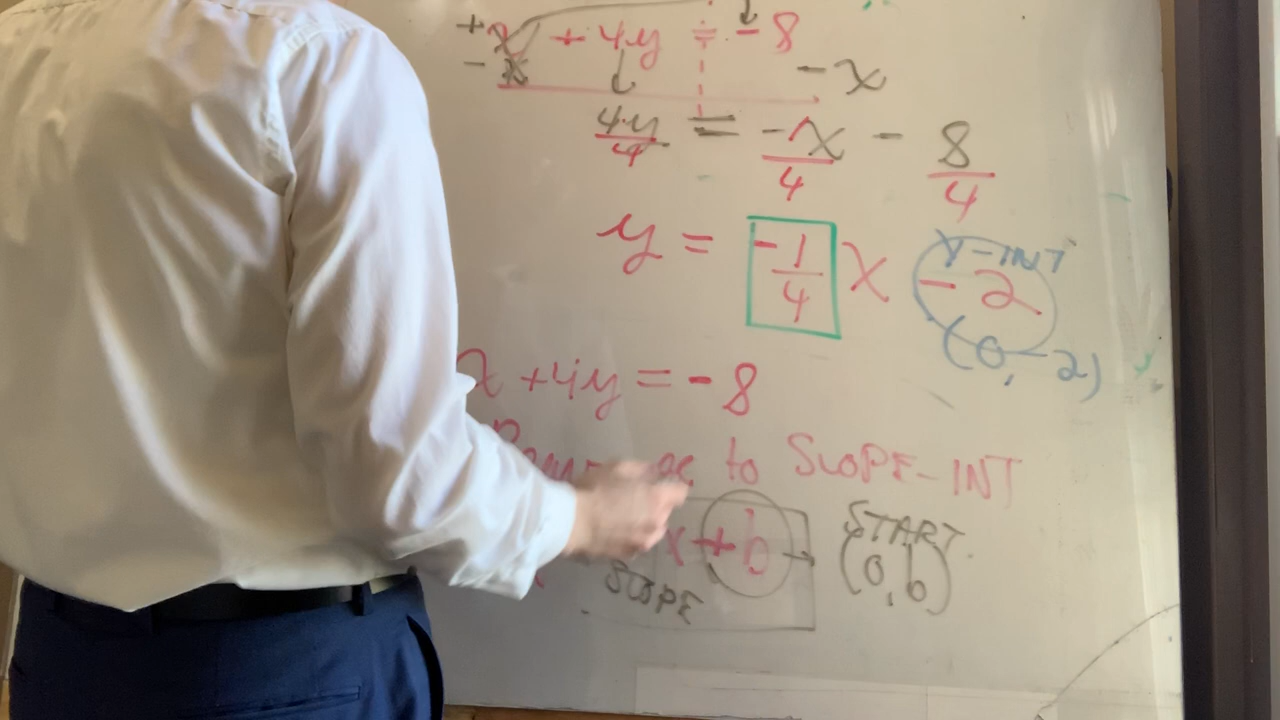 +x + 4y = -8
- x - x
4y/4 = -x/4 - 8/4
y = -1/4 x - 2
Y-INT
(0, -2)
x + 4y = -8
to SLOPE-INT
x + b
START
(0, b)
SLOPE